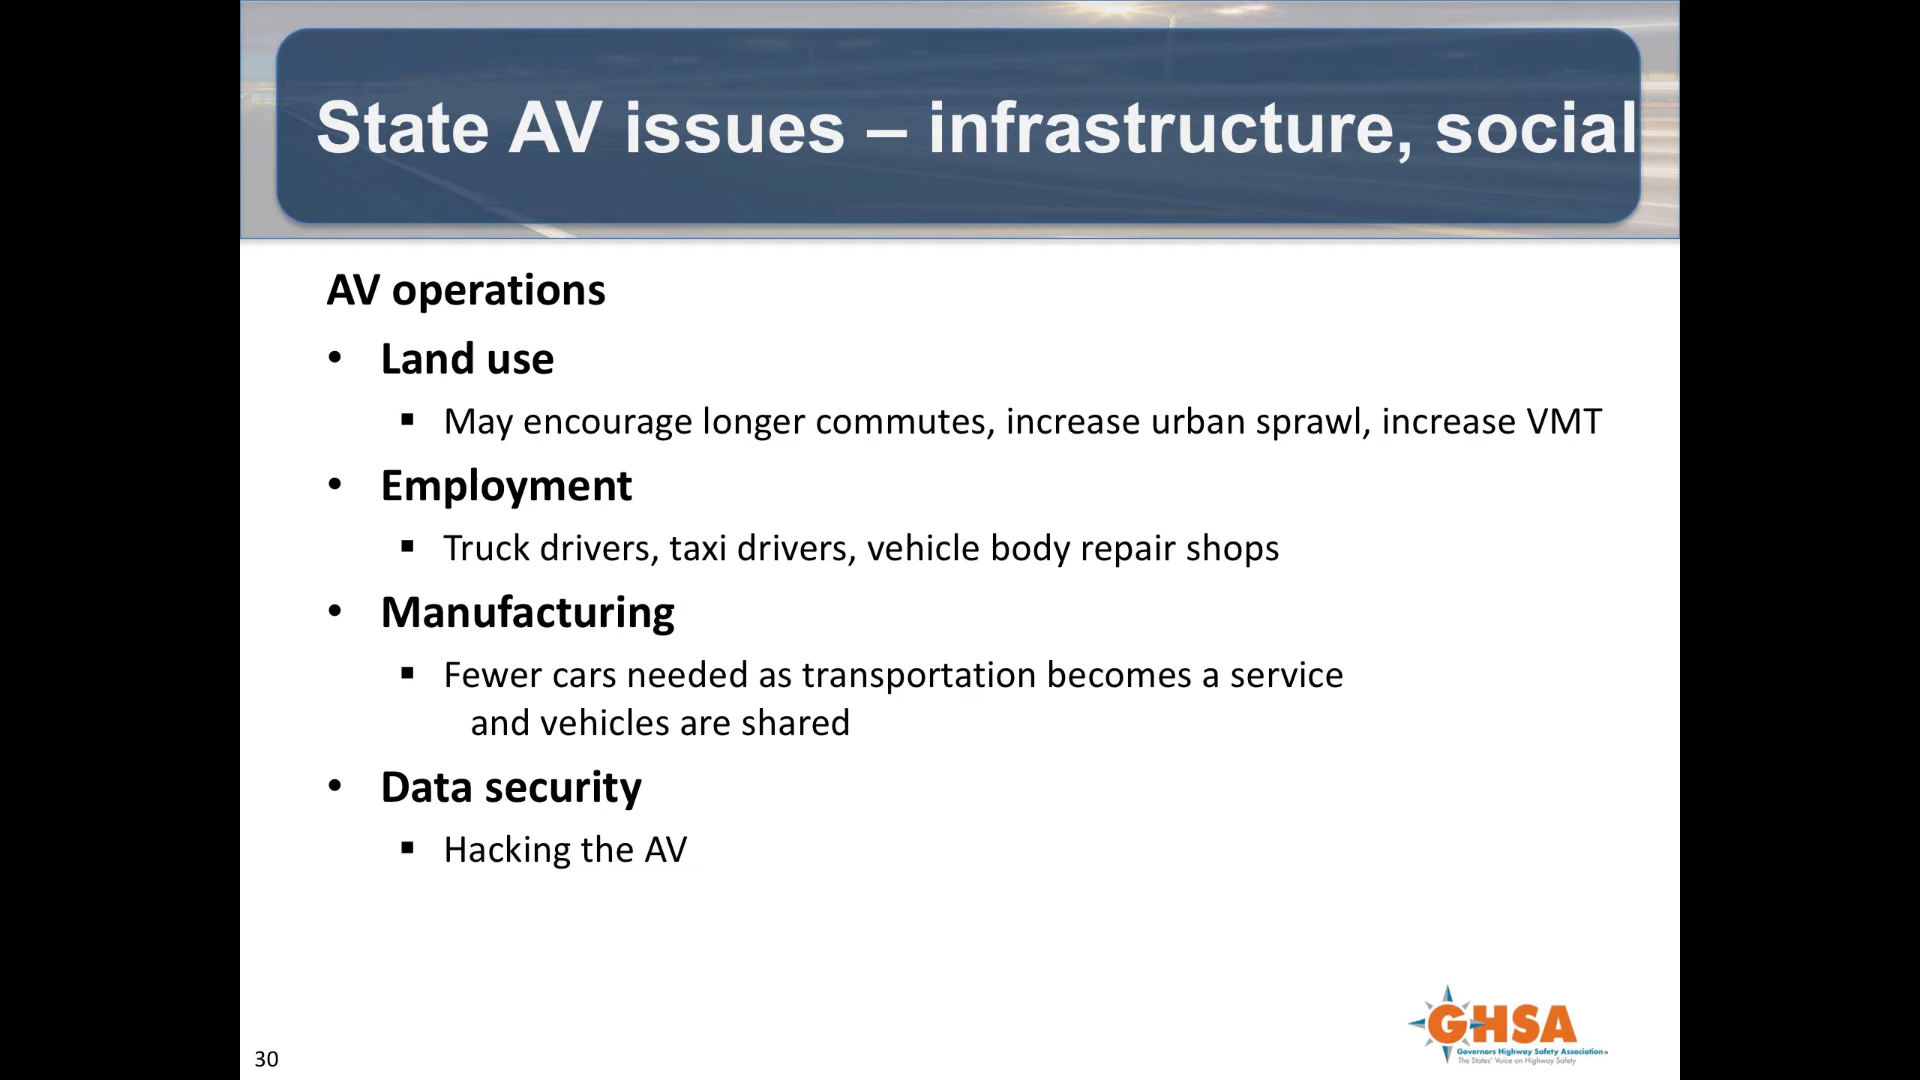 State AV issues – infrastructure, social
AV operations
• Land use
▪ May encourage longer commutes, increase urban sprawl, increase VMT
• Employment
▪ Truck drivers, taxi drivers, vehicle body repair shops
• Manufacturing
▪ Fewer cars needed as transportation becomes a service
and vehicles are shared
• Data security
▪ Hacking the AV
GHSA
Governors Highway Safety Association
The States' Voice on Highway Safety
30